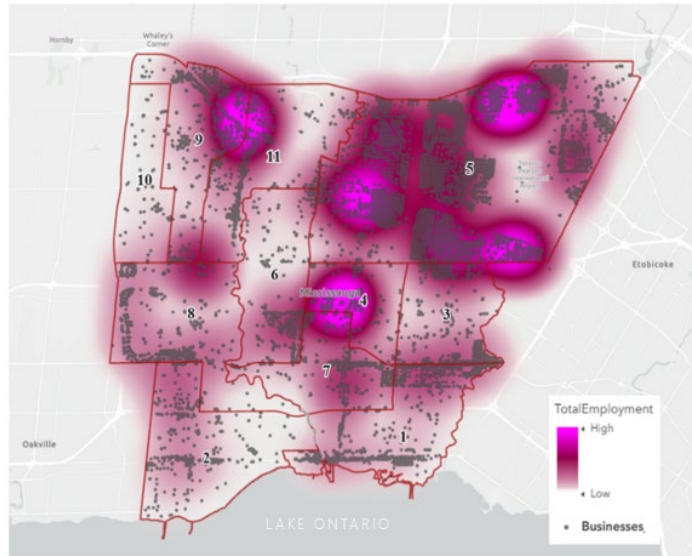 Hornby
Whaley's
Corner
9
11
10
5
Etobicoke
6
Mississauga
4
8
3
7
Oakville
1
2
LAKE ONTARIO
TotalEmployment
High
Low
Businesses